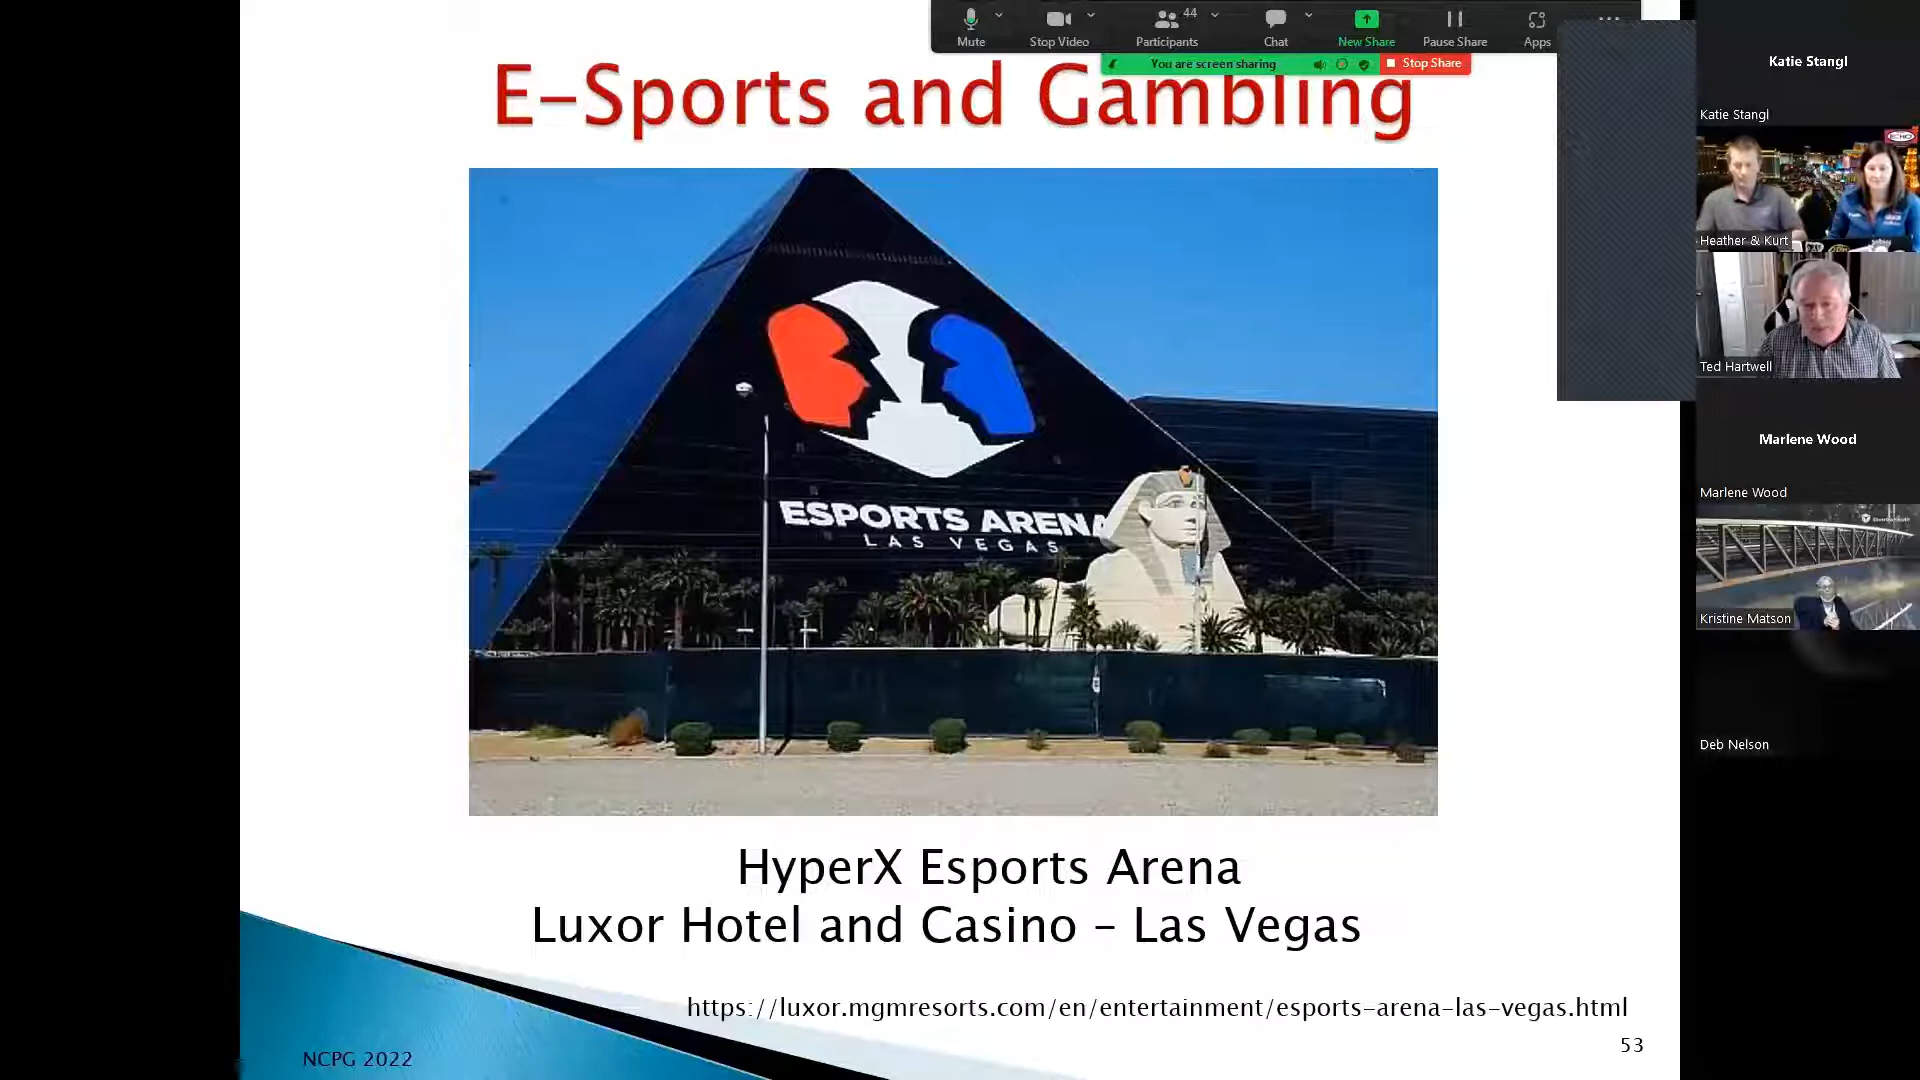 44
Mute
Stop Video
Participants
Chat
New Share
Pause Share
Apps
You are screen sharing
Stop Share
E-Sports and Gambling
ESPORTS ARENA
LAS VEGAS
HyperX Esports Arena
Luxor Hotel and Casino - Las Vegas
https://luxor.mgmresorts.com/en/entertainment/esports-arena-las-vegas.html
NCPG 2022
53
Katie Stangl
Katie Stangl
ECHO
Heather & Kurt
Ted Hartwell
Marlene Wood
Marlene Wood
Kristine Matson
Deb Nelson